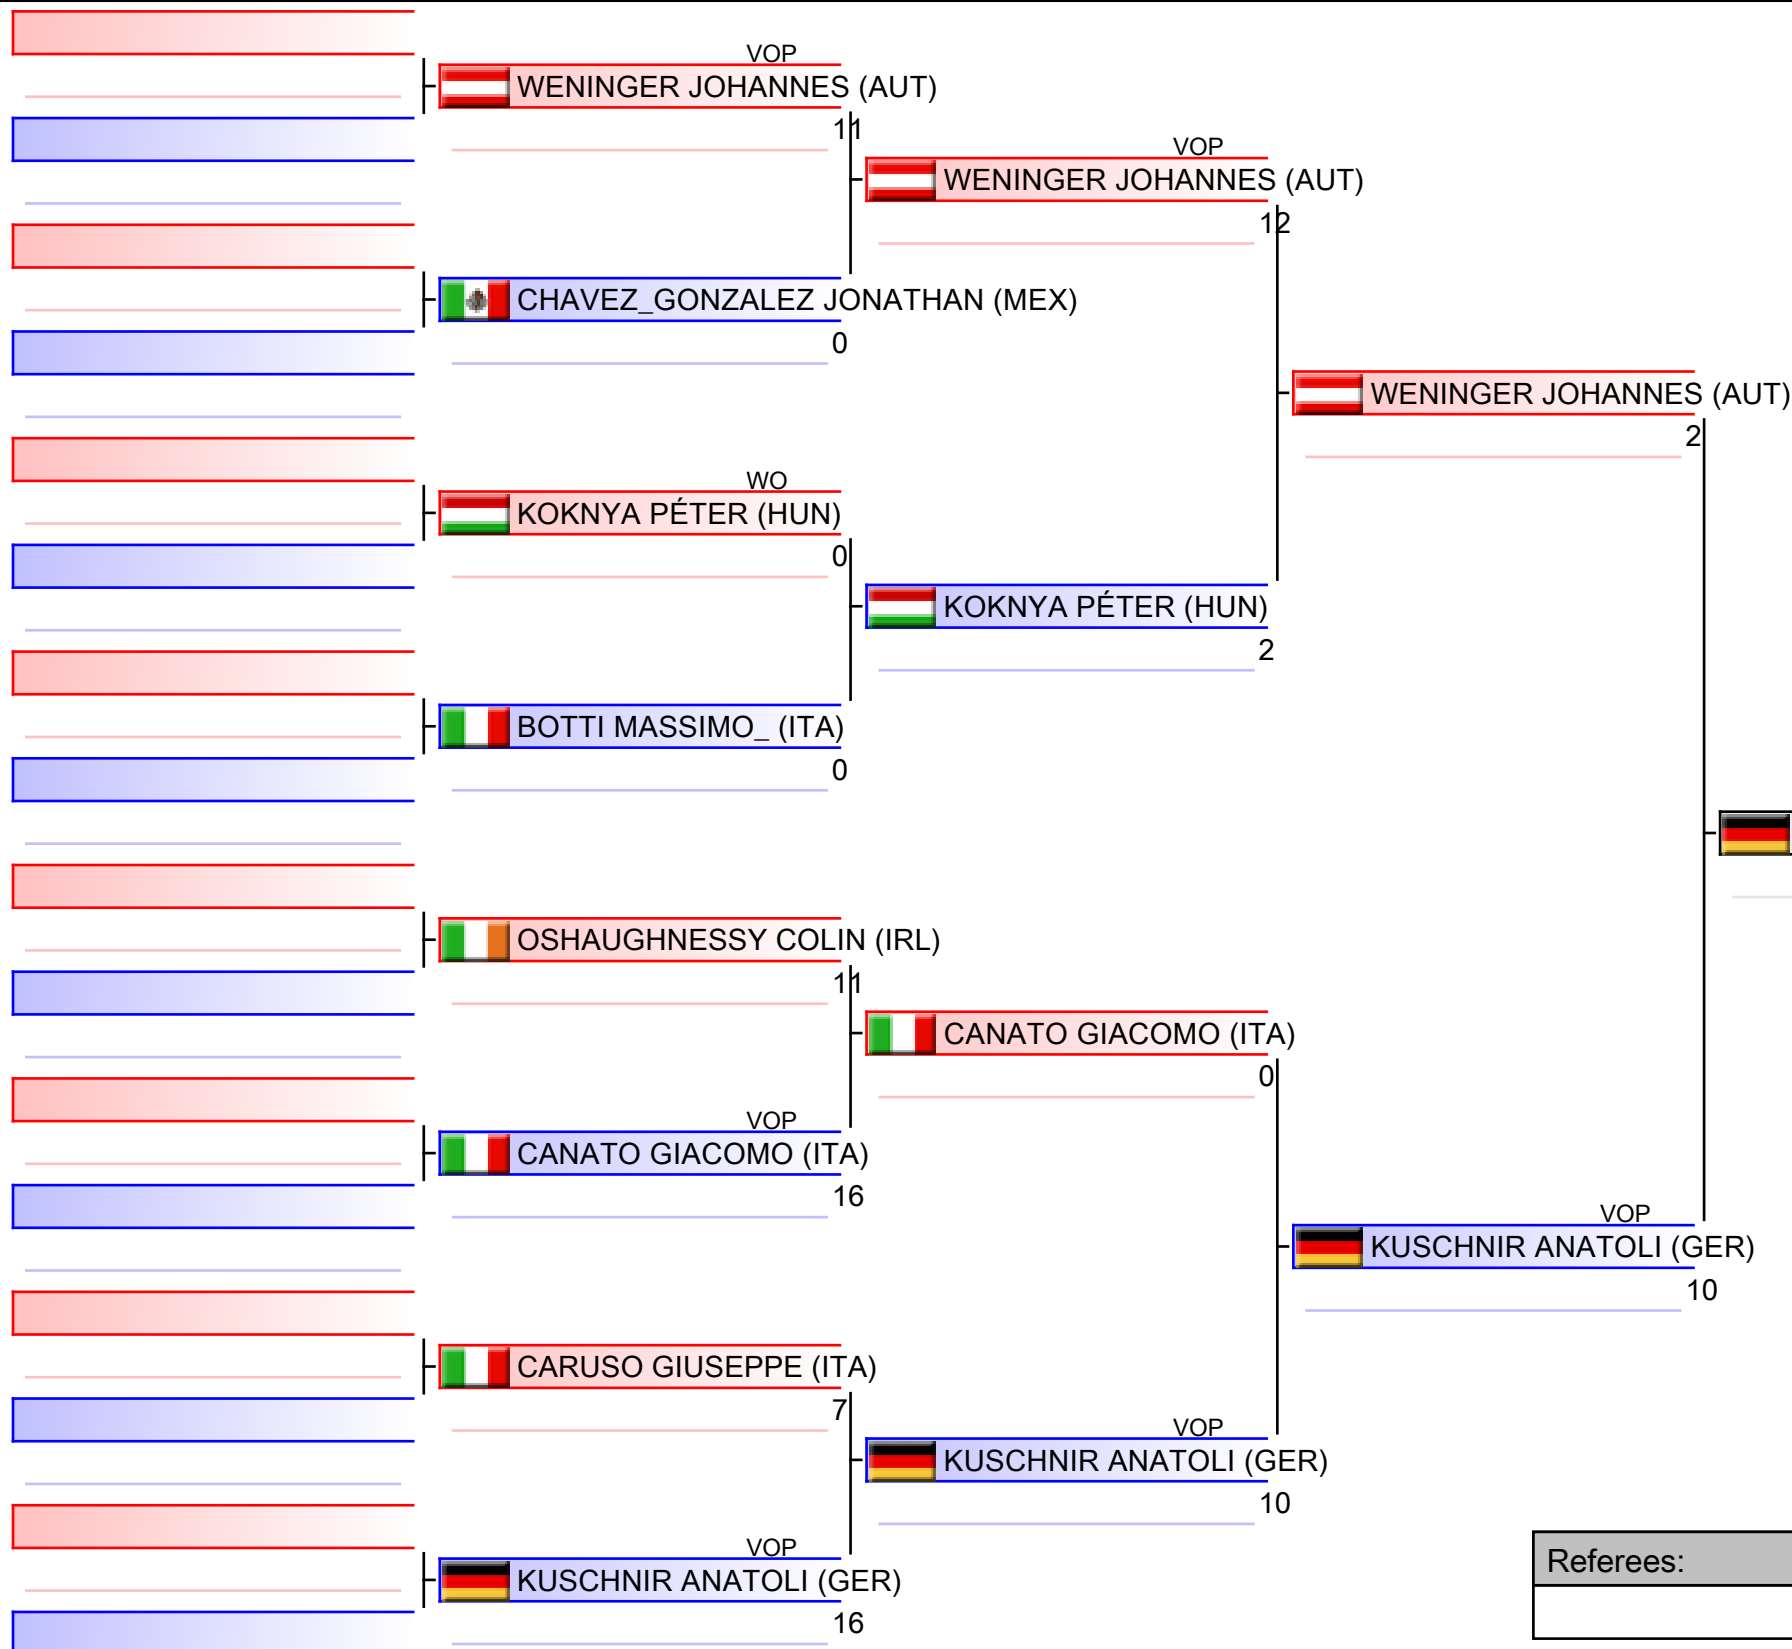 VOP
WENINGER JOHANNES (AUT)
11
VOP
WENINGER JOHANNES (AUT)
12
CHAVEZ_GONZALEZ JONATHAN (MEX)
0
WENINGER JOHANNES (AUT)
2
WO
KOKNYA PÉTER (HUN)
0
KOKNYA PÉTER (HUN)
2
BOTTI MASSIMO_ (ITA)
0
OSHAUGHNESSY COLIN (IRL)
11
CANATO GIACOMO (ITA)
0
VOP
CANATO GIACOMO (ITA)
16
VOP
KUSCHNIR ANATOLI (GER)
10
CARUSO GIUSEPPE (ITA)
7
VOP
KUSCHNIR ANATOLI (GER)
10
VOP
KUSCHNIR ANATOLI (GER)
16
Referees: